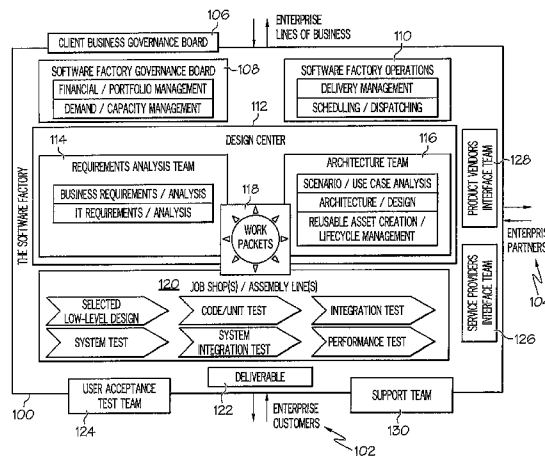 106
ENTERPRISE
LINES OF BUSINESS
CLIENT BUSINESS GOVERNANCE BOARD
110
SOFTWARE FACTORY GOVERNANCE BOARD
108
FINANCIAL / PORTFOLIO MANAGEMENT
DEMAND / CAPACITY MANAGEMENT
SOFTWARE FACTORY OPERATIONS
DELIVERY MANAGEMENT
SCHEDULING / DISPATCHING
112
DESIGN CENTER
114
116
REQUIREMENTS ANALYSIS TEAM
BUSINESS REQUIREMENTS / ANALYSIS
IT REQUIREMENTS / ANALYSIS
ARCHITECTURE TEAM
SCENARIO / USE CASE ANALYSIS
ARCHITECTURE / DESIGN
REUSABLE ASSET CREATION /
LIFECYCLE MANAGEMENT
118
WORK
PACKETS
THE SOFTWARE FACTORY
PRODUCT VENDORS
INTERFACE TEAM
128
ENTERPRISE
PARTNERS
104
SERVICE PROVIDERS
INTERFACE TEAM
126
120
JOB SHOP(S) / ASSEMBLY LINE(S)
SELECTED
LOW-LEVEL DESIGN
CODE/UNIT TEST
INTEGRATION TEST
SYSTEM TEST
SYSTEM
INTEGRATION TEST
PERFORMANCE TEST
DELIVERABLE
122
100
USER ACCEPTANCE
TEST TEAM
124
SUPPORT TEAM
130
ENTERPRISE
CUSTOMERS
102